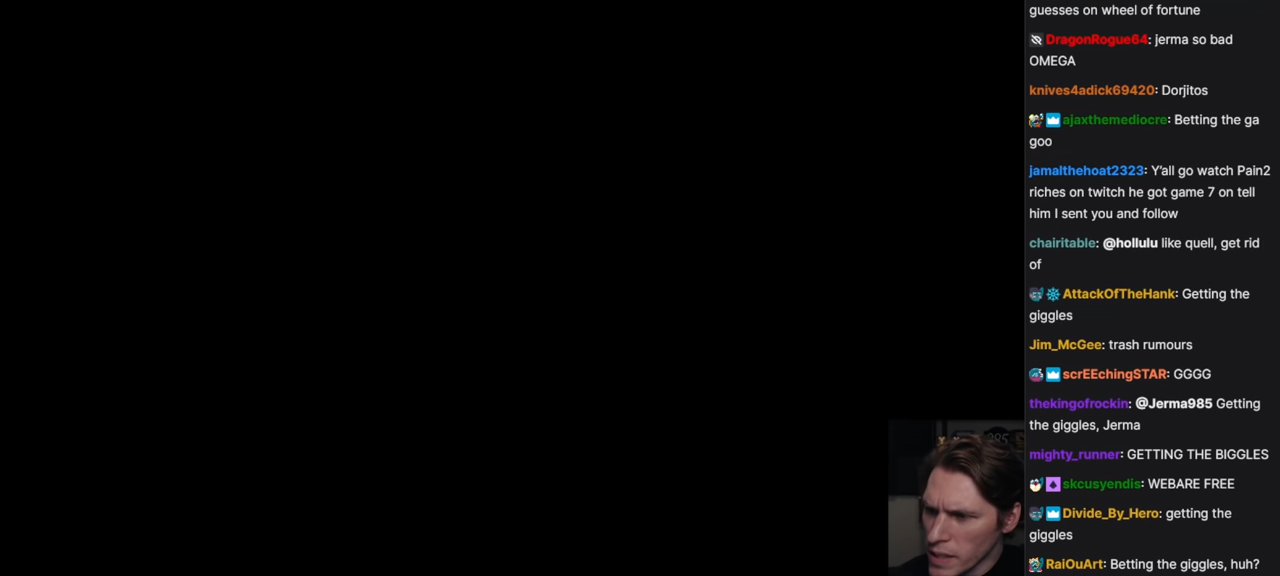 guesses on wheel of fortune
DragonRogue64: jerma so bad
OMEGA
knives4adick69420: Dorjitos
ajaxthemediocre: Betting the ga
goo
jamalthehoat2323: Y'all go watch Pain2
riches on twitch he got game 7 on tell
him I sent you and follow
chairitable: @hollulu like quell, get rid
of
AttackOfTheHank: Getting the
giggles
Jim_McGee: trash rumours
scrEEchingSTAR: GGGG
thekingofrockin: @Jerma985 Getting
the giggles, Jerma
mighty_runner: GETTING THE BIGGLES
skcusyendis: WEBARE FREE
Divide_By_Hero: getting the
giggles
RaiOuArt: Betting the giggles, huh?